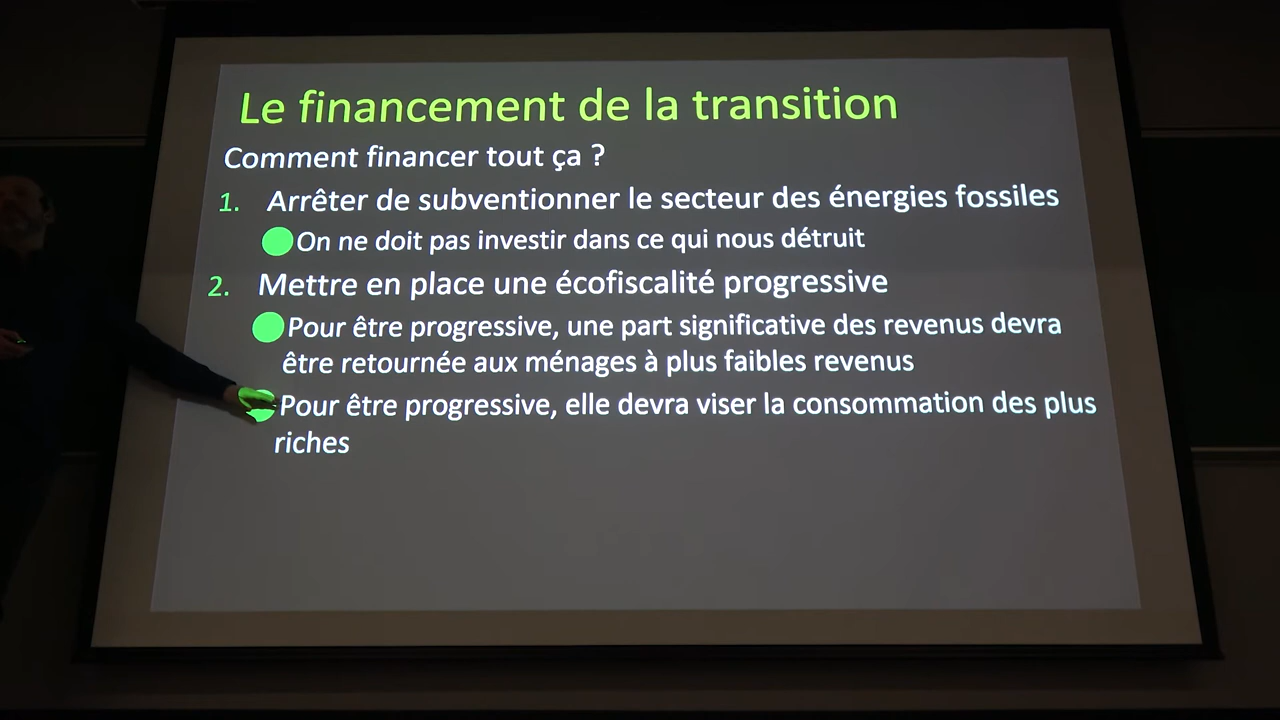 Le financement de la transition
Comment financer tout ça ?
1. Arrêter de subventionner le secteur des énergies fossiles
On ne doit pas investir dans ce qui nous détruit
2. Mettre en place une écofiscalité progressive
Pour être progressive, une part significative des revenus devra
être retournée aux ménages à plus faibles revenus
Pour être progressive, elle devra viser la consommation des plus
riches